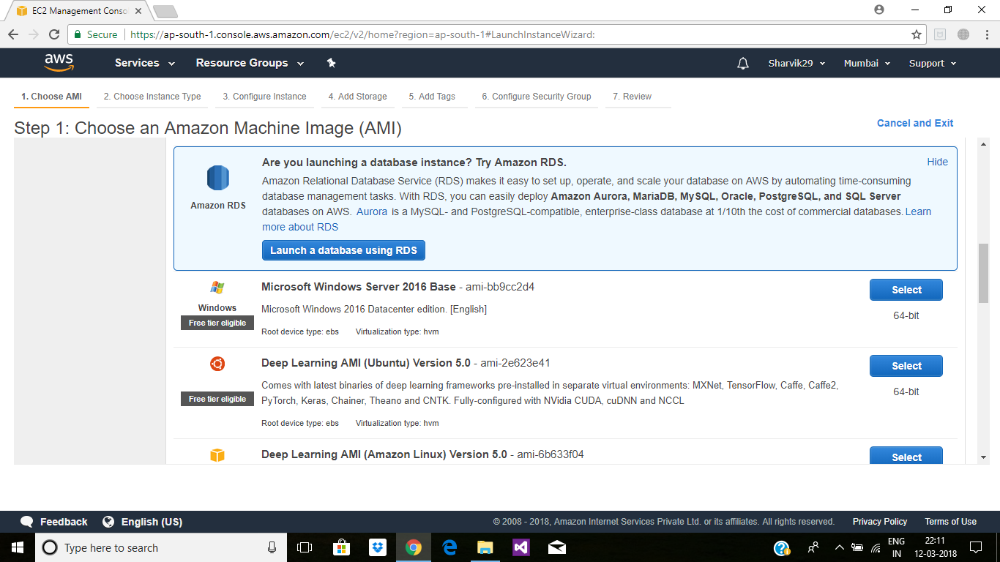 EC2 Management Conso
Secure https://ap-south-1.console.aws.amazon.com/ec2/v2/home?region=ap-south-1#LaunchInstanceWizard:
aws Services Resource Groups Sharvik29 Mumbai Support
1. Choose AMI 2. Choose Instance Type 3. Configure Instance 4. Add Storage 5. Add Tags 6. Configure Security Group 7. Review
Step 1: Choose an Amazon Machine Image (AMI)
Cancel and Exit
Are you launching a database instance? Try Amazon RDS.
Hide
Amazon Relational Database Service (RDS) makes it easy to set up, operate, and scale your database on AWS by automating time-consuming
database management tasks. With RDS, you can easily deploy Amazon Aurora, MariaDB, MySQL, Oracle, PostgreSQL, and SQL Server
databases on AWS. Aurora is a MySQL- and PostgreSQL-compatible, enterprise-class database at 1/10th the cost of commercial databases. Learn
more about RDS
Amazon RDS
Launch a database using RDS
Microsoft Windows Server 2016 Base - ami-bb9cc2d4
Select
Windows
Microsoft Windows 2016 Datacenter edition. [English]
64-bit
Free tier eligible
Root device type: ebs Virtualization type: hvm
Deep Learning AMI (Ubuntu) Version 5.0 - ami-2e623e41
Select
Comes with latest binaries of deep learning frameworks pre-installed in separate virtual environments: MXNet, TensorFlow, Caffe, Caffe2,
64-bit
Free tier eligible
PyTorch, Keras, Chainer, Theano and CNTK. Fully-configured with NVidia CUDA, cuDNN and NCCL
Root device type: ebs Virtualization type: hvm
Deep Learning AMI (Amazon Linux) Version 5.0 - ami-6b633f04
Select
Feedback English (US) © 2008 - 2018, Amazon Internet Services Private Ltd. or its affiliates. All rights reserved. Privacy Policy Terms of Use
Type here to search
ENG
IN
22:11
12-03-2018